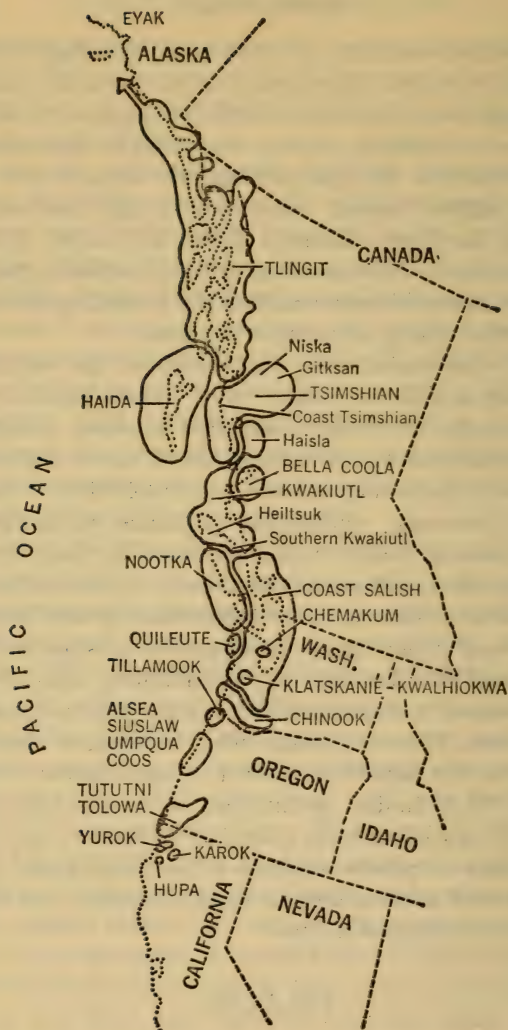 EYAK
ALASKA
CANADA
TLINGIT
Niska
Gitksan
TSIMSHIAN
HAIDA
Coast Tsimshian
Haisla
BELLA COOLA
KWAKIUTL
Heiltsuk
Southern Kwakiutl
NOOTKA
COAST SALISH
CHEMAKUM
QUILEUTE
WASH.
TILLAMOOK
KLATSKANIE-KWALHIOKWA
ALSEA
SIUSLAW
UMPQUA
COOS
CHINOOK
PACIFIC OCEAN
OREGON
TUTUTNI
TOLOWA
IDAHO
YUROK
KAROK
HUPA
CALIFORNIA
NEVADA